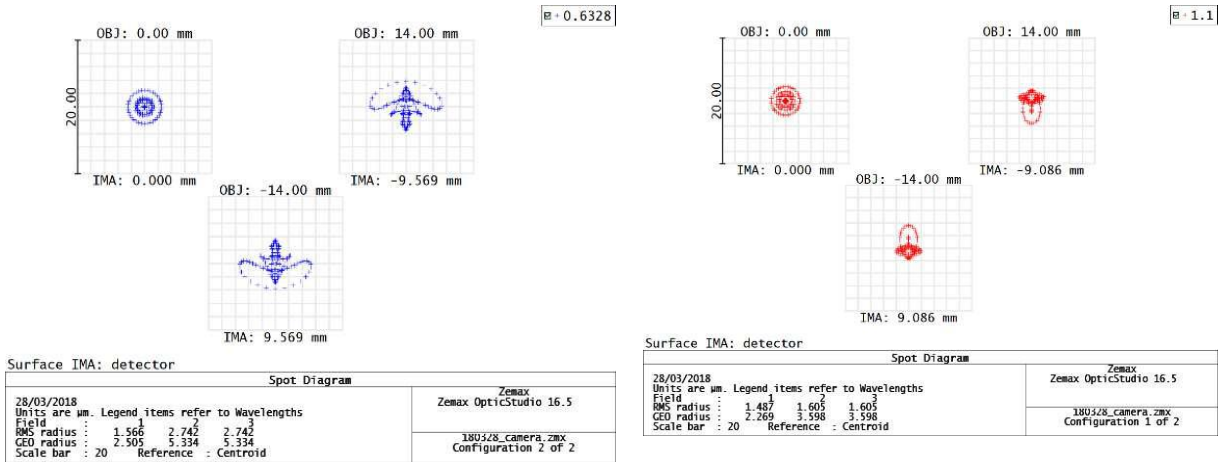 + 0.6328
OBJ: 0.00 mm
OBJ: 14.00 mm
20.00
IMA: 0.000 mm
IMA: -9.569 mm
OBJ: -14.00 mm
IMA: 9.569 mm
Surface IMA: detector
Spot Diagram
28/03/2018
Units are µm. Legend items refer to Wavelengths
Field : 1 2 3
RMS radius : 1.566 2.742 2.742
GEO radius : 2.505 5.334 5.334
Scale bar : 20 Reference : Centroid
Zemax
Zemax OpticStudio 16.5
180328_camera.zmx
Configuration 2 of 2
+ 1.1
OBJ: 0.00 mm
OBJ: 14.00 mm
20.00
IMA: 0.000 mm
IMA: -9.086 mm
OBJ: -14.00 mm
IMA: 9.086 mm
Surface IMA: detector
Spot Diagram
28/03/2018
Units are µm. Legend items refer to Wavelengths
Field : 1 2 3
RMS radius : 1.487 1.605 1.605
GEO radius : 2.269 3.598 3.598
Scale bar : 20 Reference : Centroid
Zemax
Zemax OpticStudio 16.5
180328_camera.zmx
Configuration 1 of 2